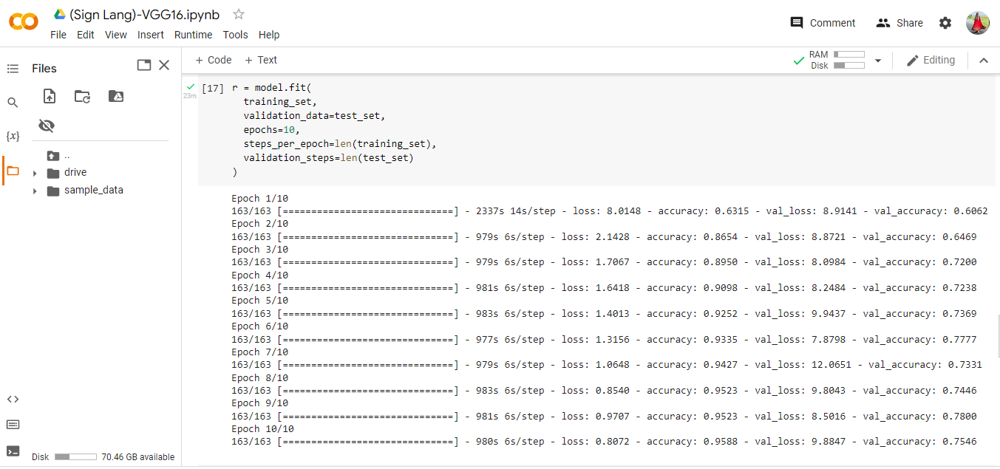 (Sign Lang)-VGG16.ipynb
File Edit View Insert Runtime Tools Help
Comment Share
Files
+ Code + Text
RAM
Disk
Editing
{x}
..
drive
sample_data
23m
[17] r = model.fit(
training_set,
validation_data=test_set,
epochs=10,
steps_per_epoch=len(training_set),
validation_steps=len(test_set)
)
Epoch 1/10
163/163 [==============================] - 2337s 14s/step - loss: 8.0148 - accuracy: 0.6315 - val_loss: 8.9141 - val_accuracy: 0.6062
Epoch 2/10
163/163 [==============================] - 979s 6s/step - loss: 2.1428 - accuracy: 0.8654 - val_loss: 8.8721 - val_accuracy: 0.6469
Epoch 3/10
163/163 [==============================] - 979s 6s/step - loss: 1.7067 - accuracy: 0.8950 - val_loss: 8.0984 - val_accuracy: 0.7200
Epoch 4/10
163/163 [==============================] - 981s 6s/step - loss: 1.6418 - accuracy: 0.9098 - val_loss: 8.2484 - val_accuracy: 0.7238
Epoch 5/10
163/163 [==============================] - 983s 6s/step - loss: 1.4013 - accuracy: 0.9252 - val_loss: 9.9437 - val_accuracy: 0.7369
Epoch 6/10
163/163 [==============================] - 977s 6s/step - loss: 1.3156 - accuracy: 0.9335 - val_loss: 7.8798 - val_accuracy: 0.7777
Epoch 7/10
163/163 [==============================] - 979s 6s/step - loss: 1.0648 - accuracy: 0.9427 - val_loss: 12.0651 - val_accuracy: 0.7331
Epoch 8/10
163/163 [==============================] - 983s 6s/step - loss: 0.8540 - accuracy: 0.9523 - val_loss: 9.8043 - val_accuracy: 0.7446
Epoch 9/10
163/163 [==============================] - 981s 6s/step - loss: 0.9707 - accuracy: 0.9523 - val_loss: 8.5016 - val_accuracy: 0.7800
Epoch 10/10
163/163 [==============================] - 980s 6s/step - loss: 0.8072 - accuracy: 0.9588 - val_loss: 9.8847 - val_accuracy: 0.7546
Disk 70.46 GB available